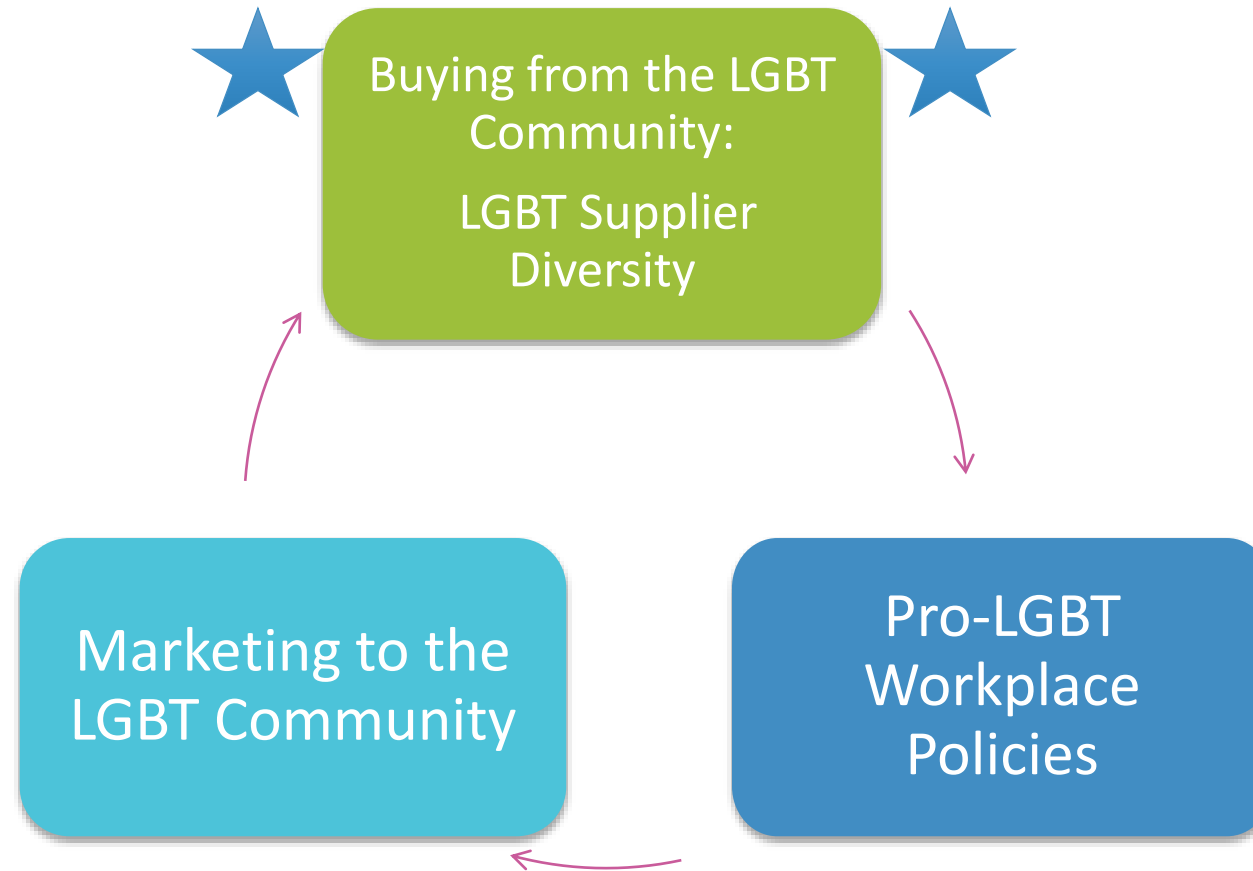 Buying from the LGBT
Community:
LGBT Supplier
Diversity
Marketing to the
LGBT Community
Pro-LGBT
Workplace
Policies